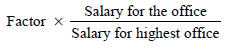 Factor × Salary for the office
Salary for highest office